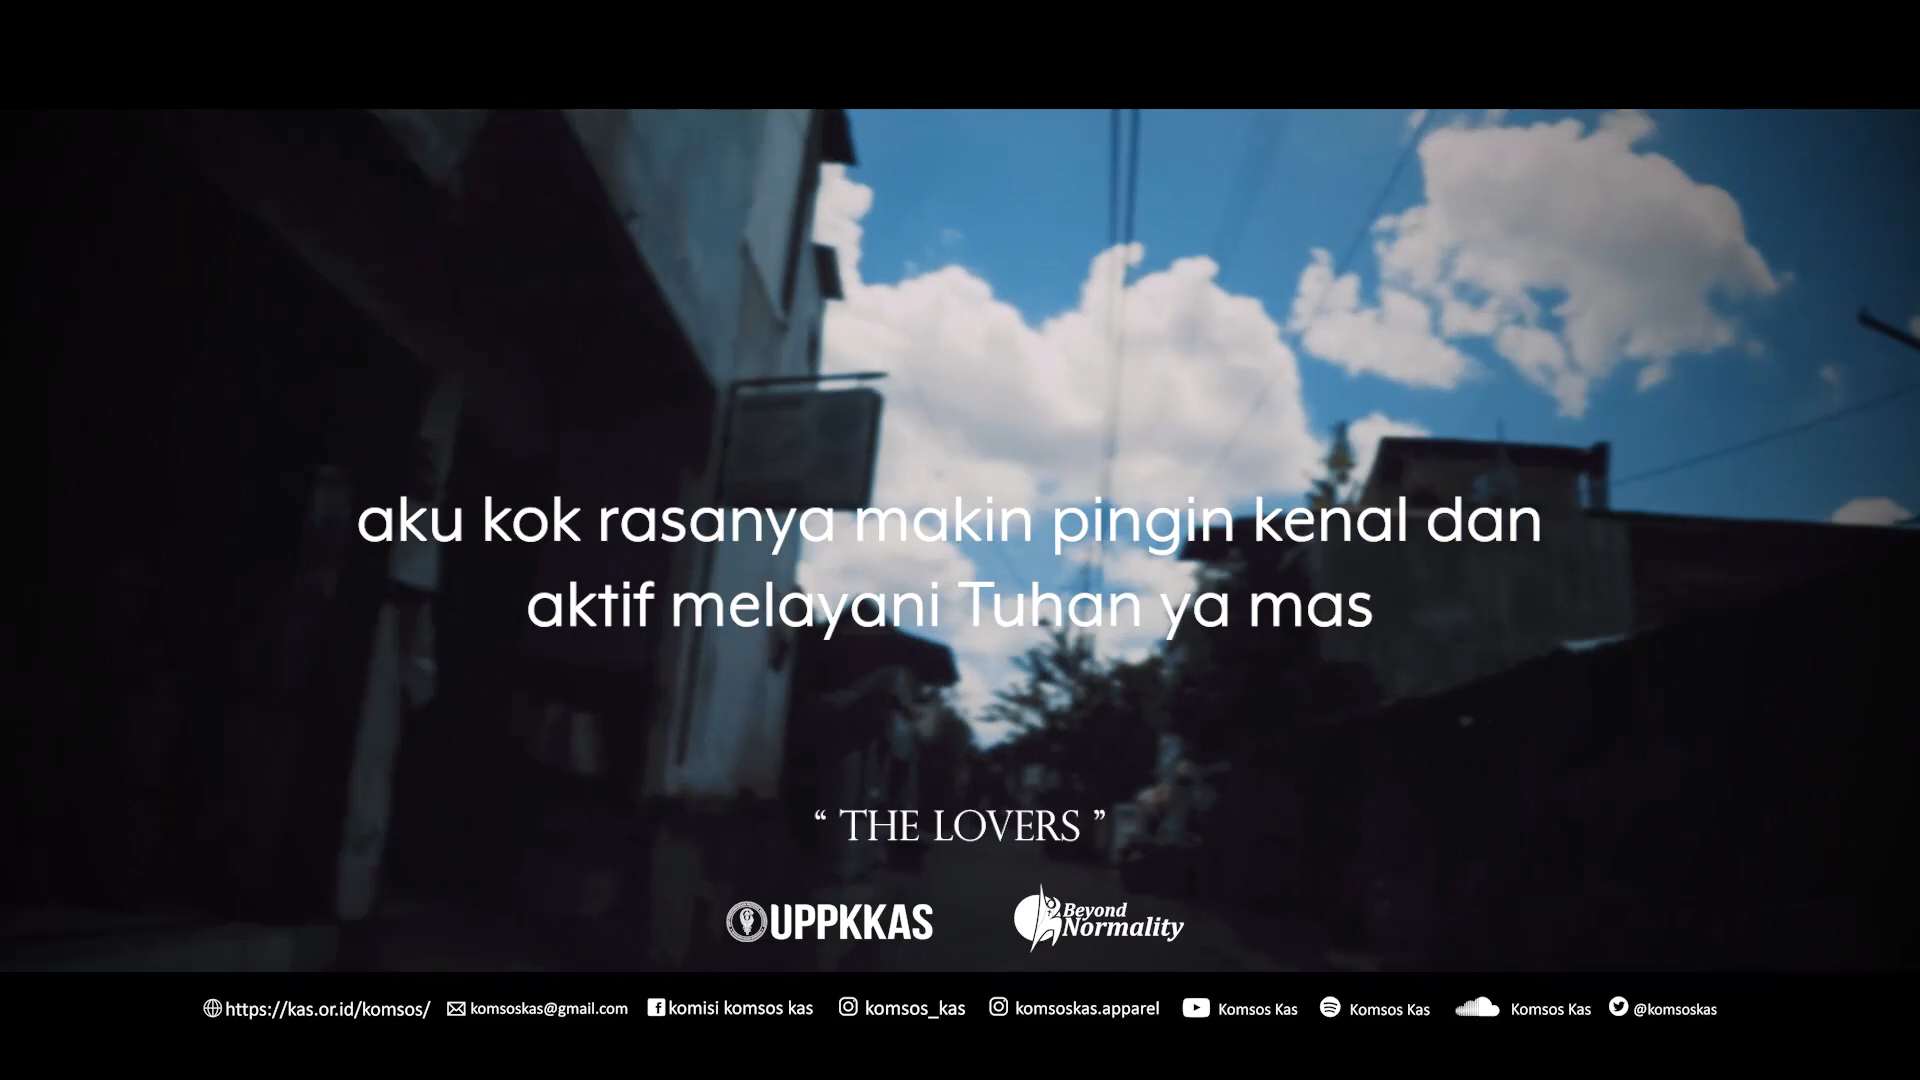 aku kok rasanya makin pingin kenal dan
aktif melayani Tuhan ya mas
“ THE LOVERS ”
UPPKKAS
Beyond
Normality
https://kas.or.id/komsos/ komsoskas@gmail.com komisi komsos kas komsos_kas komsoskas.apparel Komsos Kas Komsos Kas Komsos Kas @komsoskas